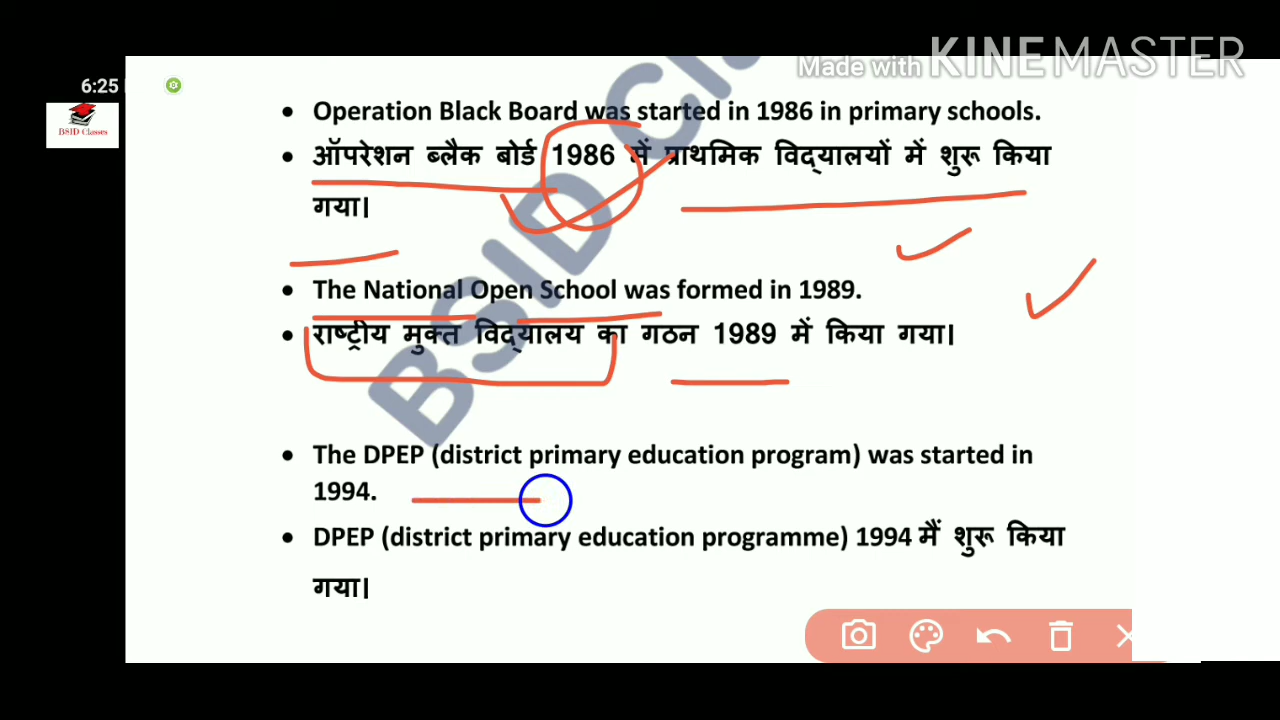 Made with KINEMASTER
6:25
BSID Classes
• Operation Black Board was started in 1986 in primary schools.
• ऑपरेशन ब्लैक बोर्ड 1986 में प्राथमिक विद्यालयों में शुरू किया
गया।
• The National Open School was formed in 1989.
• राष्ट्रीय मुक्त विद्यालय का गठन 1989 में किया गया।
• The DPEP (district primary education program) was started in
1994.
• DPEP (district primary education programme) 1994 मैं शुरू किया
गया।
BSID